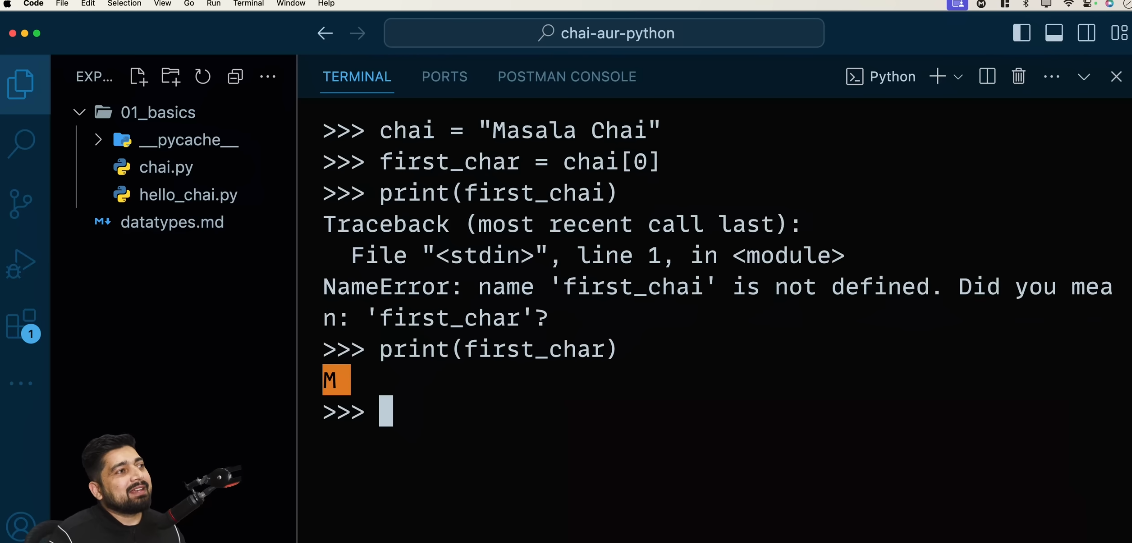 Code File Edit Selection View Go Run Terminal Window Help
chai-aur-python
EXP...
TERMINAL PORTS POSTMAN CONSOLE Python
01_basics
__pycache__
chai.py
hello_chai.py
datatypes.md
1
>>> chai = "Masala Chai"
>>> first_char = chai[0]
>>> print(first_chai)
Traceback (most recent call last):
  File "<stdin>", line 1, in <module>
NameError: name 'first_chai' is not defined. Did you mea
n: 'first_char'?
>>> print(first_char)
M
>>>